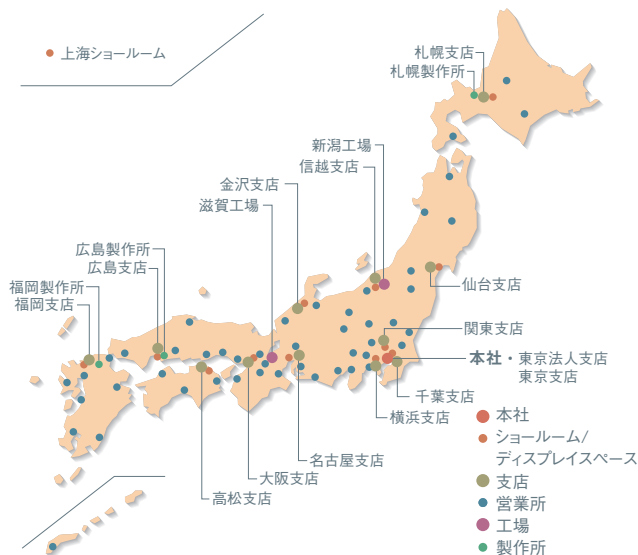 上海ショールーム
札幌支店
札幌製作所
新潟工場
信越支店
金沢支店
滋賀工場
広島製作所
広島支店
福岡製作所
福岡支店
仙台支店
関東支店
本社・東京法人支店
東京支店
千葉支店
横浜支店
名古屋支店
大阪支店
高松支店
本社
ショールーム/
ディスプレイスペース
支店
営業所
工場
製作所